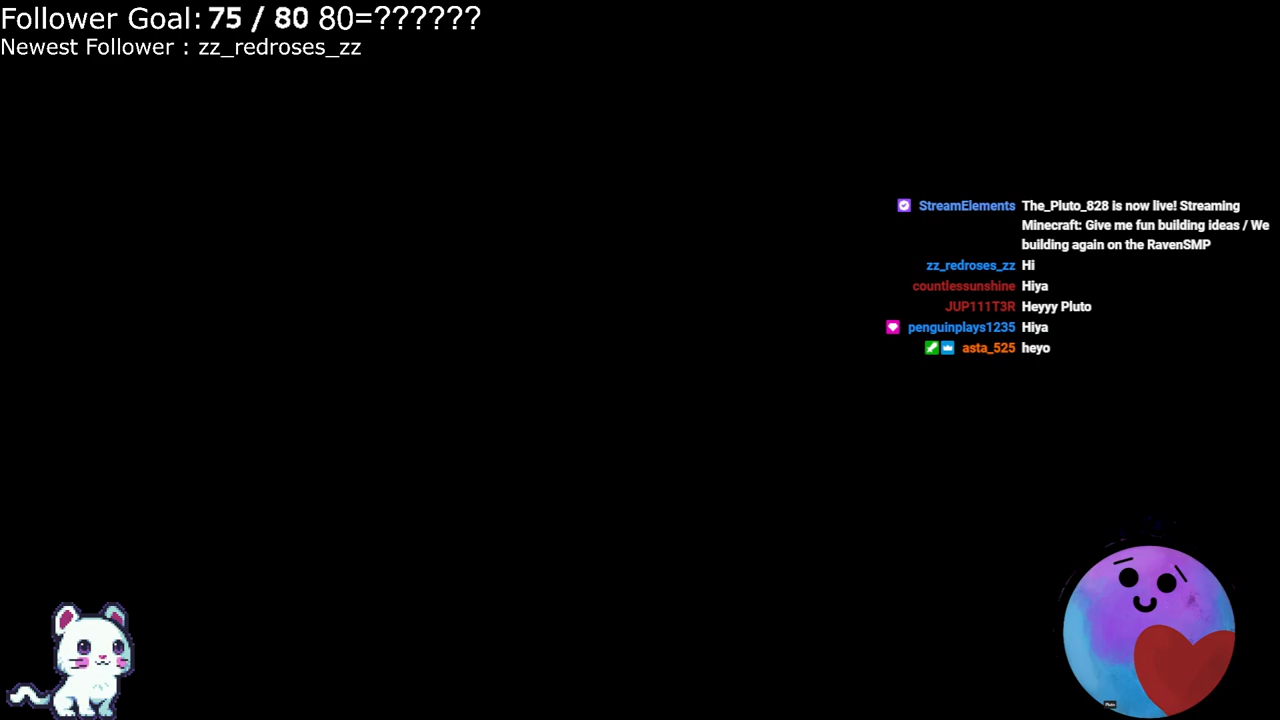 Follower Goal: 75 / 80 80=??????
Newest Follower : zz_redroses_zz
StreamElements The_Pluto_828 is now live! Streaming
Minecraft: Give me fun building ideas / We
building again on the RavenSMP
zz_redroses_zz Hi
countlessunshine Hiya
JUP111T3R Heyyy Pluto
penguinplays1235 Hiya
asta_525 heyo
Pluto